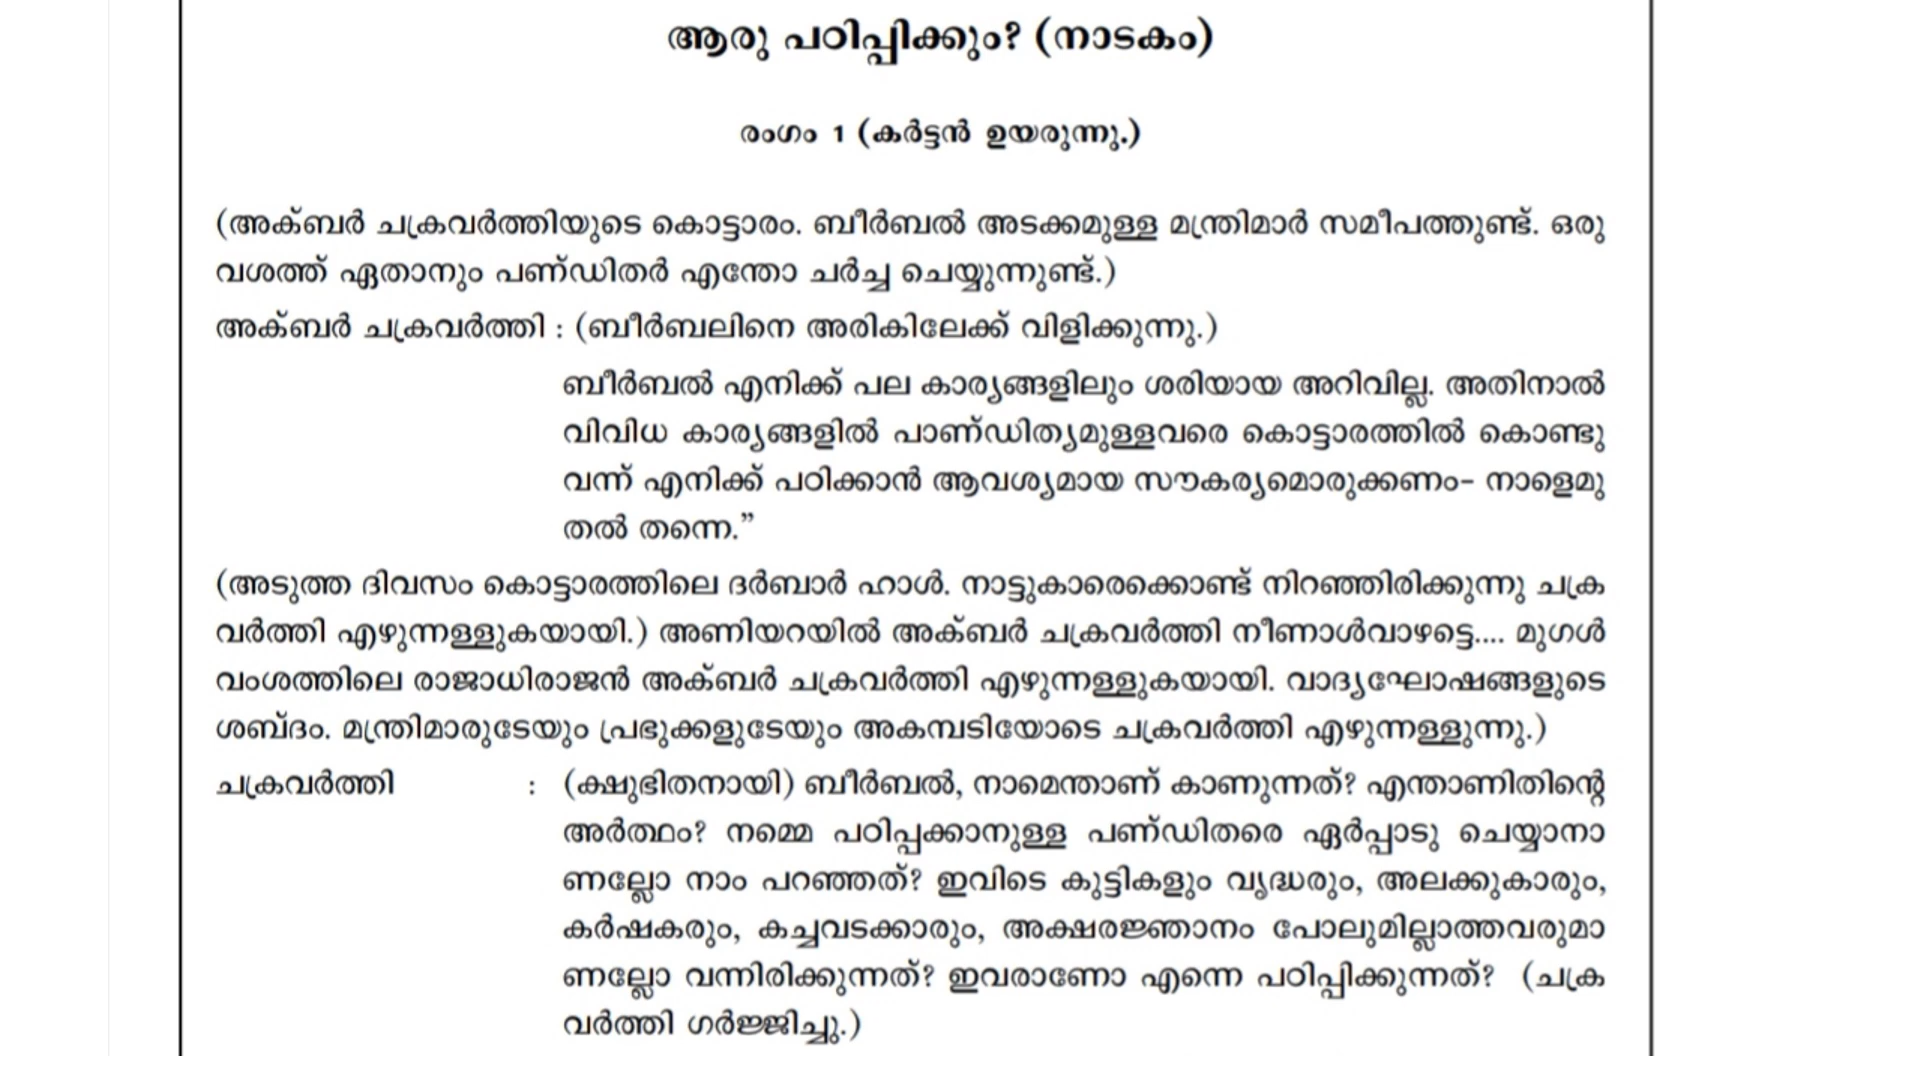 ആരു പഠിപ്പിക്കും? (നാടകം)
രംഗം 1 (കർട്ടൻ ഉയരുന്നു.)
(അക്ബർ ചക്രവർത്തിയുടെ കൊട്ടാരം. ബീർബൽ അടക്കമുള്ള മന്ത്രിമാർ സമീപത്തുണ്ട്. ഒരു
വശത്ത് ഏതാനും പണ്ഡിതർ എന്തോ ചർച്ച ചെയ്യുന്നുണ്ട്.)
അക്ബർ ചക്രവർത്തി : (ബീർബലിനെ അരികിലേക്ക് വിളിക്കുന്നു.)
ബീർബൽ എനിക്ക് പല കാര്യങ്ങളിലും ശരിയായ അറിവില്ല. അതിനാൽ
വിവിധ കാര്യങ്ങളിൽ പാണ്ഡിത്യമുള്ളവരെ കൊട്ടാരത്തിൽ കൊണ്ടു
വന്ന് എനിക്ക് പഠിക്കാൻ ആവശ്യമായ സൗകര്യമൊരുക്കണം- നാളെമു
തൽ തന്നെ.”
(അടുത്ത ദിവസം കൊട്ടാരത്തിലെ ദർബാർ ഹാൾ. നാട്ടുകാരെക്കൊണ്ട് നിറഞ്ഞിരിക്കുന്നു ചക്ര
വർത്തി എഴുന്നള്ളുകയായി.) അണിയറയിൽ അക്ബർ ചക്രവർത്തി നീണാൾവാഴട്ടെ.... മുഗൾ
വംശത്തിലെ രാജാധിരാജൻ അക്ബർ ചക്രവർത്തി എഴുന്നള്ളുകയായി. വാദ്യഘോഷങ്ങളുടെ
ശബ്ദം. മന്ത്രിമാരുടേയും പ്രഭുക്കളുടേയും അകമ്പടിയോടെ ചക്രവർത്തി എഴുന്നള്ളുന്നു.)
ചക്രവർത്തി : (ക്ഷുഭിതനായി) ബീർബൽ, നാമെന്താണ് കാണുന്നത്? എന്താണിതിന്റെ
അർത്ഥം? നമ്മെ പഠിപ്പക്കാനുള്ള പണ്ഡിതരെ ഏർപ്പാടു ചെയ്യാനാ
ണല്ലോ നാം പറഞ്ഞത്? ഇവിടെ കുട്ടികളും വൃദ്ധരും, അലക്കുകാരും,
കർഷകരും, കച്ചവടക്കാരും, അക്ഷരജ്ഞാനം പോലുമില്ലാത്തവരുമാ
ണല്ലോ വന്നിരിക്കുന്നത്? ഇവരാണോ എന്നെ പഠിപ്പിക്കുന്നത്? (ചക്ര
വർത്തി ഗർജ്ജിച്ചു.)